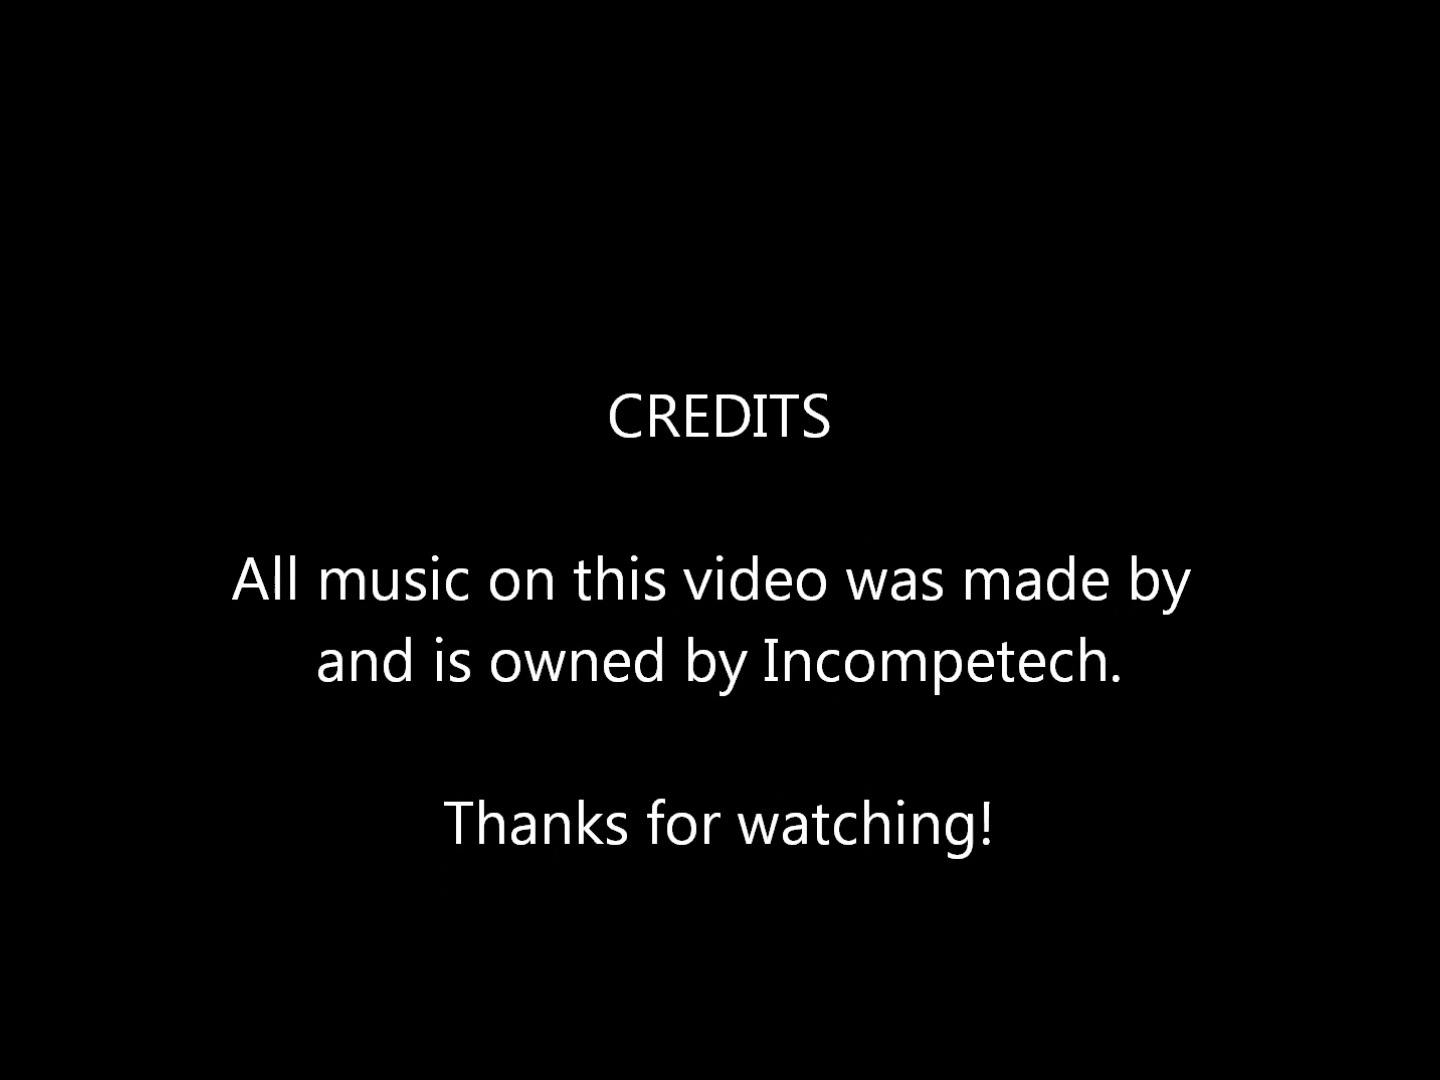 CREDITS
All music on this video was made by
and is owned by Incompetech.
Thanks for watching!